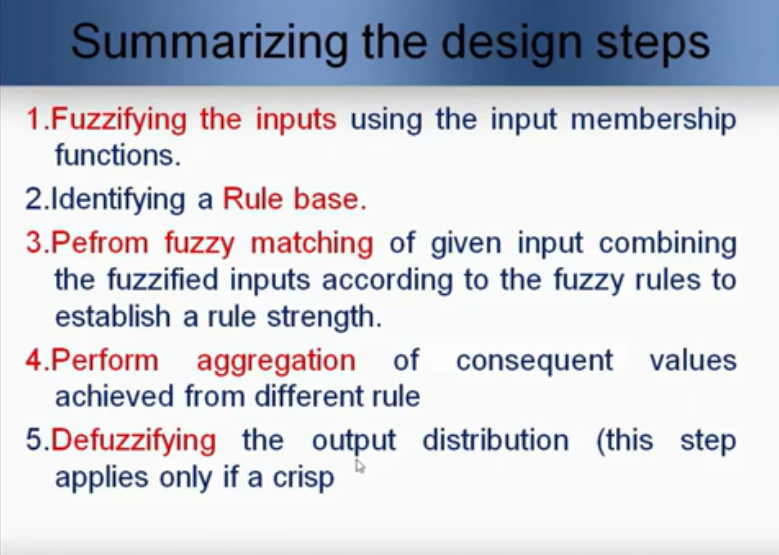 Summarizing the design steps
1.Fuzzifying the inputs using the input membership
functions.
2.Identifying a Rule base.
3.Pefrom fuzzy matching of given input combining
the fuzzified inputs according to the fuzzy rules to
establish a rule strength.
4.Perform aggregation of consequent values
achieved from different rule
5.Defuzzifying the output distribution (this step
applies only if a crisp